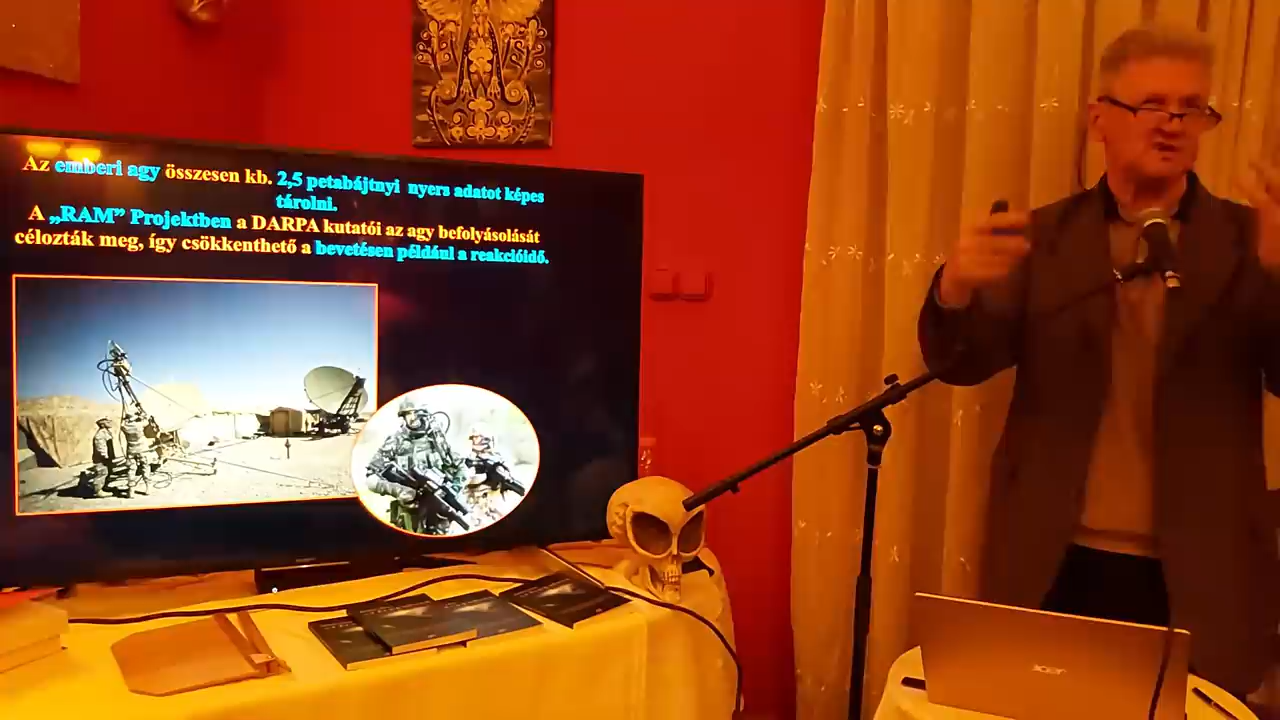 Az emberi agy összesen kb. 2,5 petabájtnyi nyers adatot képes
tárolni.
A „RAM” Projektben a DARPA kutatói az agy befolyásolását
célozták meg, így csökkenthető a bevetésen például a reakcióidő.
acer